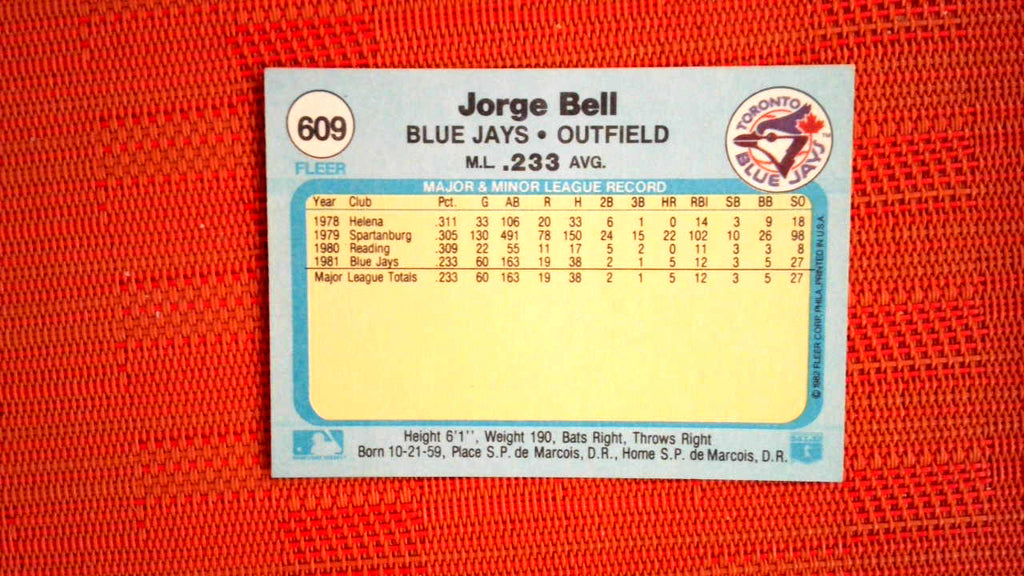 609
FLEER
Jorge Bell
BLUE JAYS • OUTFIELD
M.L. .233 AVG.
TORONTO
BLUE JAYS
MAJOR & MINOR LEAGUE RECORD
Year Club Pct. G AB R H 2B 3B HR RBI SB BB SO
1978 Helena .311 33 106 20 33 6 1 0 14 3 9 18
1979 Spartanburg .305 130 491 78 150 24 15 22 102 10 26 98
1980 Reading .309 22 55 11 17 5 2 0 11 3 3 8
1981 Blue Jays .233 60 163 19 38 2 1 5 12 3 5 27
Major League Totals .233 60 163 19 38 2 1 5 12 3 5 27
© 1982 FLEER CORP. PHILA. PRINTED IN U.S.A.
Height 6'1'', Weight 190, Bats Right, Throws Right
Born 10-21-59, Place S.P. de Marcois, D.R., Home S.P. de Marcois, D.R.